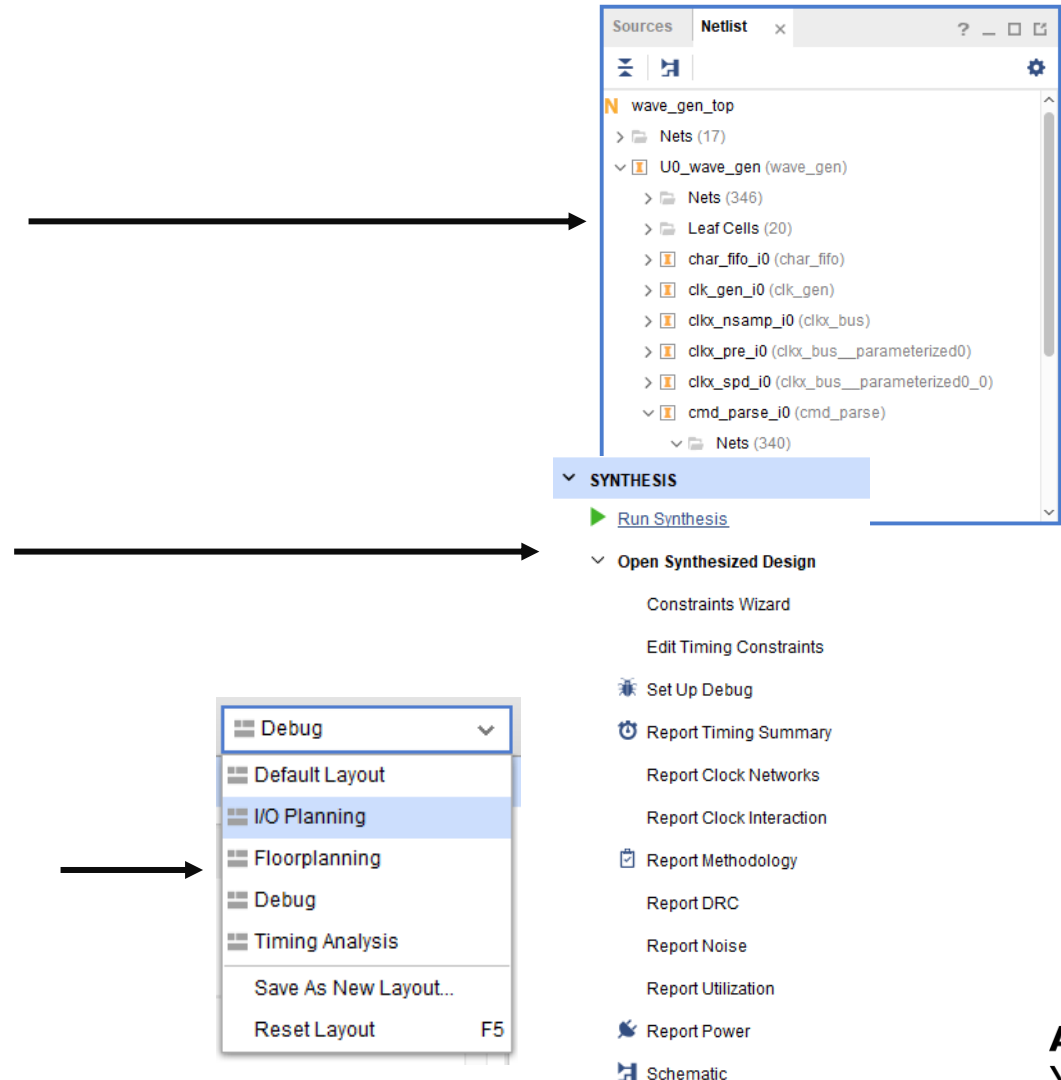 Sources Netlist × ?
N wave_gen_top
Nets (17)
U0_wave_gen (wave_gen)
Nets (346)
Leaf Cells (20)
char_fifo_i0 (char_fifo)
clk_gen_i0 (clk_gen)
clkx_nsamp_i0 (clkx_bus)
clkx_pre_i0 (clkx_bus__parameterized0)
clkx_spd_i0 (clkx_bus__parameterized0_0)
cmd_parse_i0 (cmd_parse)
Nets (340)
SYNTHESIS
Run Synthesis
Open Synthesized Design
Constraints Wizard
Edit Timing Constraints
Set Up Debug
Report Timing Summary
Report Clock Networks
Report Clock Interaction
Report Methodology
Report DRC
Report Noise
Report Utilization
Report Power
Schematic
Debug
Default Layout
I/O Planning
Floorplanning
Debug
Timing Analysis
Save As New Layout...
Reset Layout F5